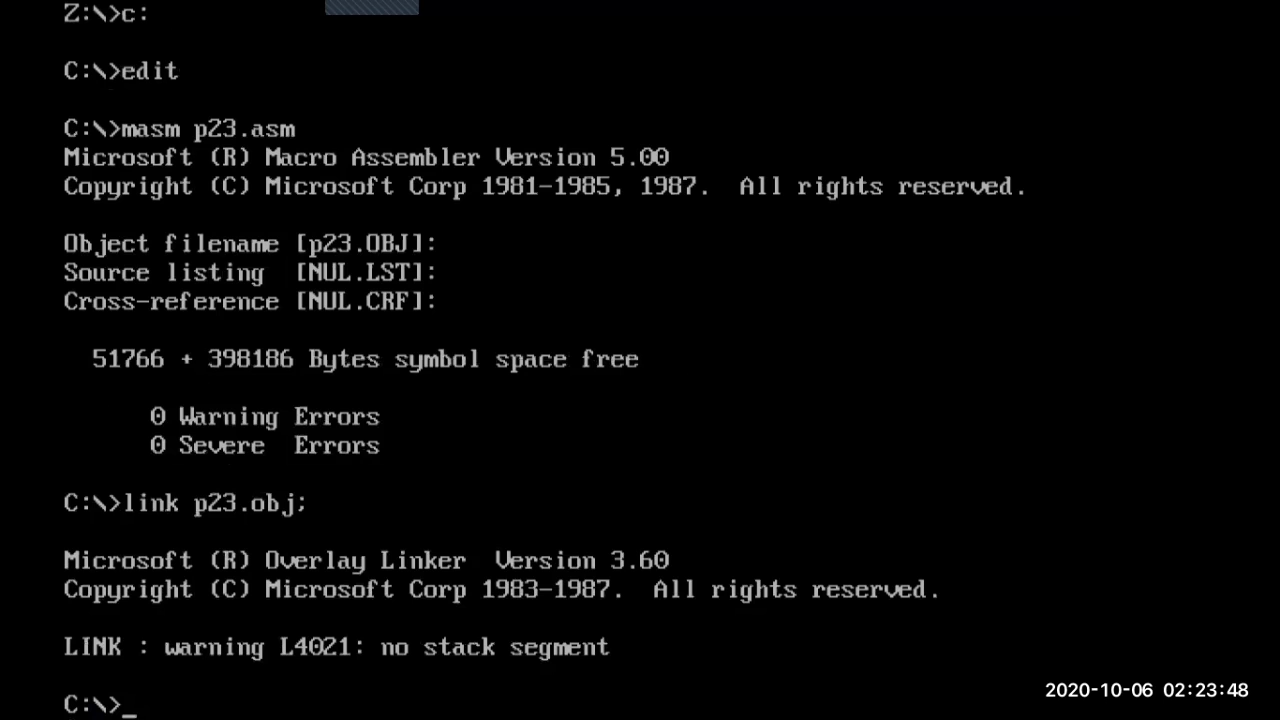 Z:\>c:
C:\>edit
C:\>masm p23.asm
Microsoft (R) Macro Assembler Version 5.00
Copyright (C) Microsoft Corp 1981-1985, 1987.  All rights reserved.
Object filename [p23.OBJ]:
Source listing  [NUL.LST]:
Cross-reference [NUL.CRF]:
51766 + 398186 Bytes symbol space free
0 Warning Errors
0 Severe  Errors
C:\>link p23.obj;
Microsoft (R) Overlay Linker  Version 3.60
Copyright (C) Microsoft Corp 1983-1987.  All rights reserved.
LINK : warning L4021: no stack segment
C:\>_
2020-10-06 02:23:48